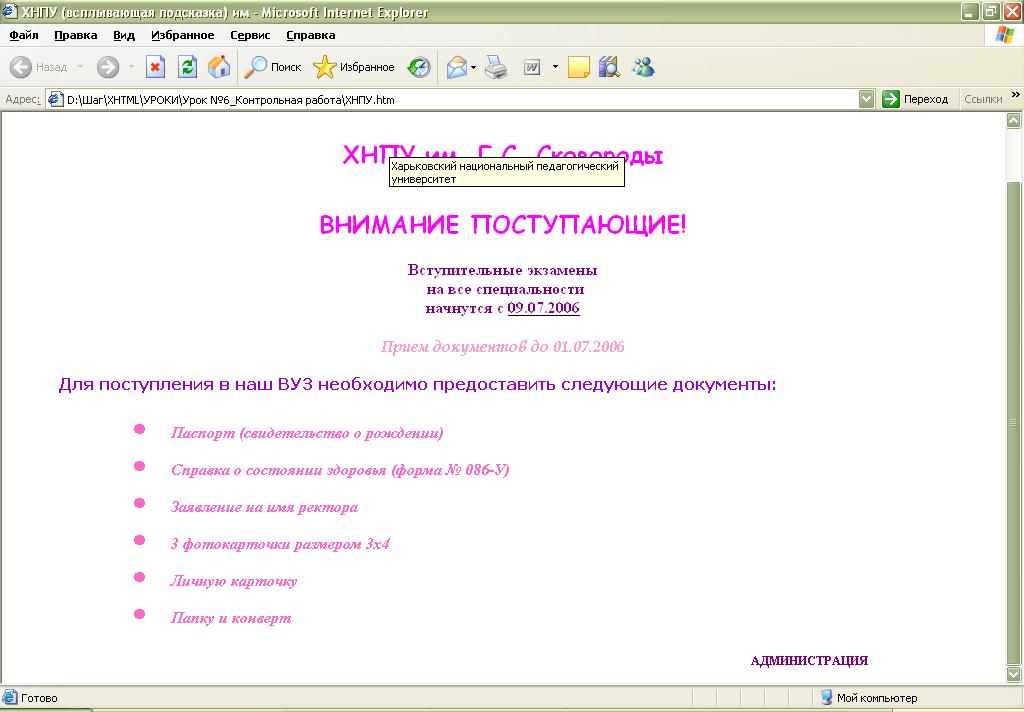 ХНПУ (всплывающая подсказка) им - Microsoft Internet Explorer
Файл Правка Вид Избранное Сервис Справка
Назад Поиск Избранное
Адрес: D:\Шаг\XHTML\УРОКИ\Урок №6_Контрольная работа\ХНПУ.htm Переход Ссылки »
ХНПУ им. Г.С. Сковороды
Харьковский национальный педагогический
университет
ВНИМАНИЕ ПОСТУПАЮЩИЕ!
Вступительные экзамены
на все специальности
начнутся с 09.07.2006
Прием документов до 01.07.2006
Для поступления в наш ВУЗ необходимо предоставить следующие документы:
Паспорт (свидетельство о рождении)
Справка о состоянии здоровья (форма № 086-У)
Заявление на имя ректора
3 фотокарточки размером 3х4
Личную карточку
Папку и конверт
АДМИНИСТРАЦИЯ
Готово Мой компьютер